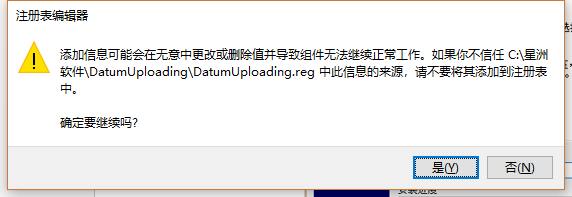 注册表编辑器
添加信息可能会在无意中更改或删除值并导致组件无法继续正常工作。如果你不信任 C:\星洲
软件\DatumUploading\DatumUploading.reg 中此信息的来源，请不要将其添加到注册表
中。
确定要继续吗?
是(Y)
否(N)
安装进度